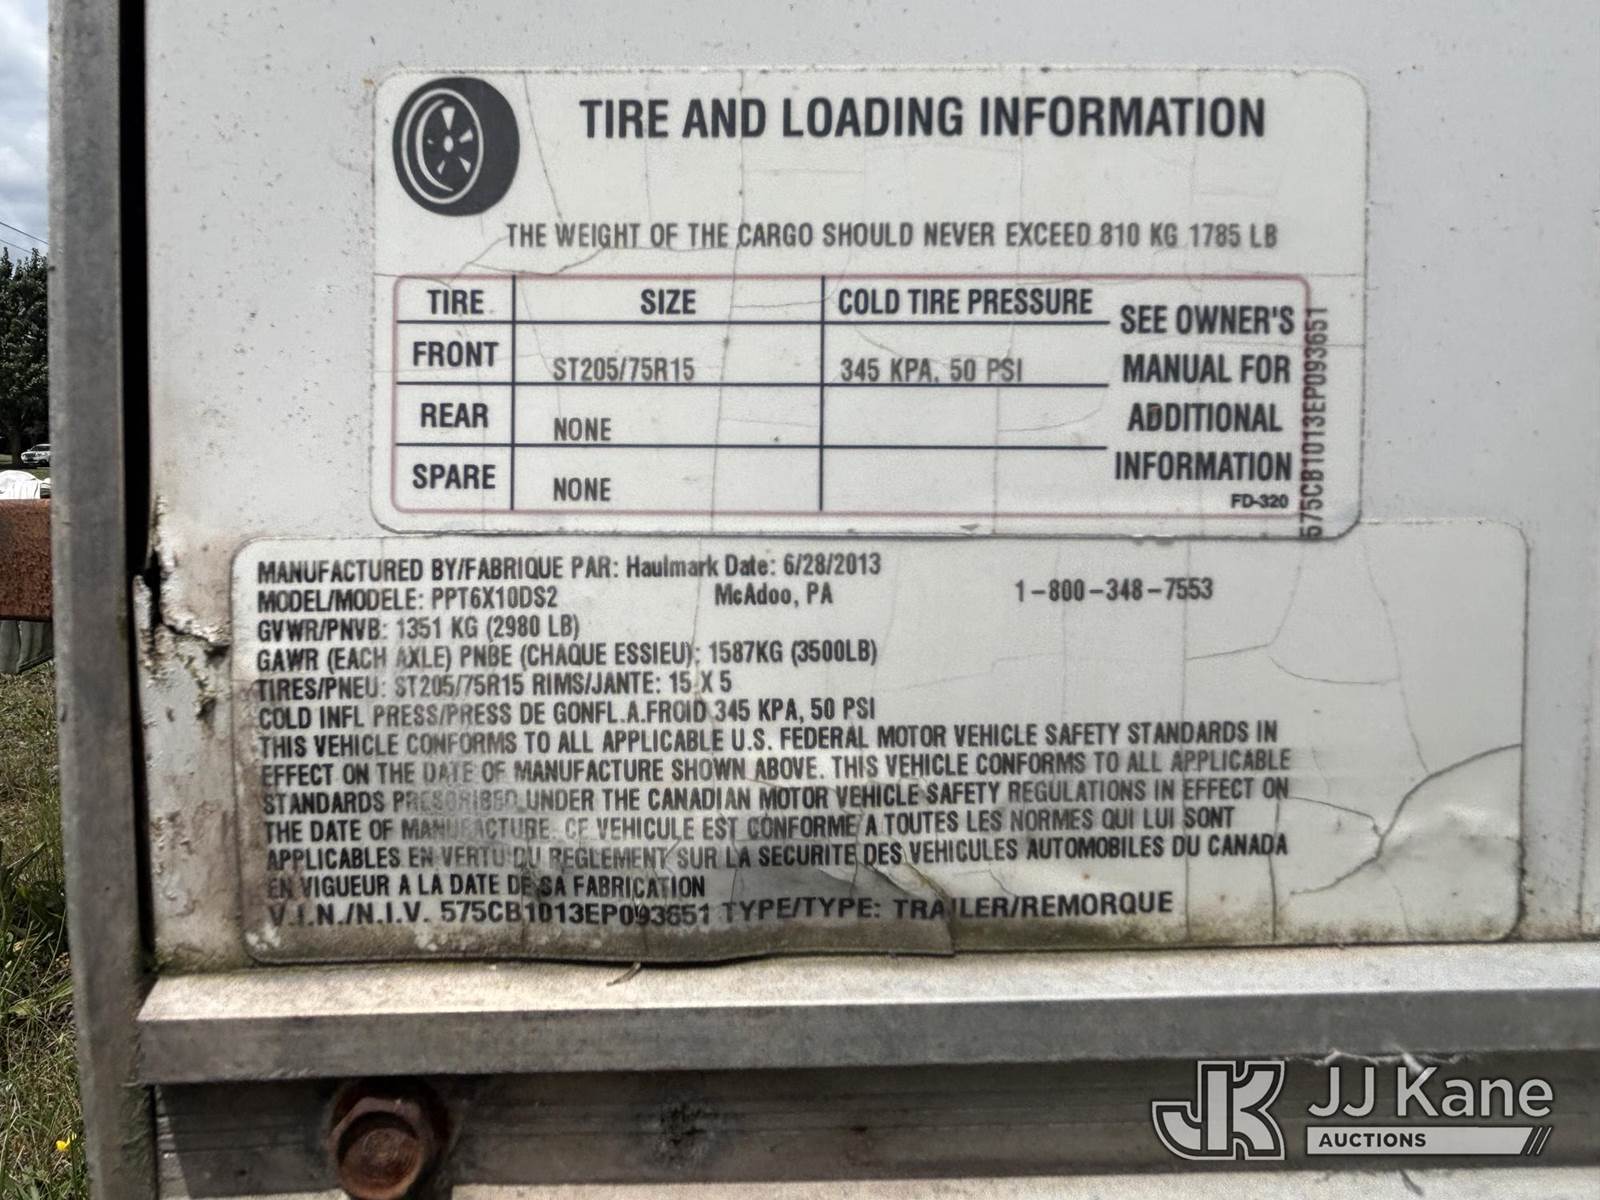 TIRE AND LOADING INFORMATION
THE WEIGHT OF THE CARGO SHOULD NEVER EXCEED 810 KG 1785 LB
TIRE SIZE COLD TIRE PRESSURE
SEE OWNER'S
FRONT ST205/75R15 345 KPA, 50 PSI
MANUAL FOR
REAR NONE
ADDITIONAL
SPARE NONE
INFORMATION
FD-320
575CB1013EP093651
MANUFACTURED BY/FABRIQUE PAR: Haulmark Date: 6/28/2013
MODEL/MODELE: PPT6X10DS2 McAdoo, PA 1-800-348-7553
GVWR/PNVB: 1351 KG (2980 LB)
GAWR (EACH AXLE) PNBE (CHAQUE ESSIEU): 1587KG (3500LB)
TIRES/PNEU: ST205/75R15 RIMS/JANTE: 15 X 5
COLD INFL PRESS/PRESS DE GONFL.A.FROID 345 KPA, 50 PSI
THIS VEHICLE CONFORMS TO ALL APPLICABLE U.S. FEDERAL MOTOR VEHICLE SAFETY STANDARDS IN
EFFECT ON THE DATE OF MANUFACTURE SHOWN ABOVE. THIS VEHICLE CONFORMS TO ALL APPLICABLE
STANDARDS PRESCRIBED UNDER THE CANADIAN MOTOR VEHICLE SAFETY REGULATIONS IN EFFECT ON
THE DATE OF MANUFACTURE. CE VEHICULE EST CONFORME A TOUTES LES NORMES QUI LUI SONT
APPLICABLES EN VERTU DU REGLEMENT SUR LA SECURITE DES VEHICULES AUTOMOBILES DU CANADA
EN VIGUEUR A LA DATE DE SA FABRICATION
V.I.N./N.I.V. 575CB1013EP093651 TYPE/TYPE: TRAILER/REMORQUE
JK JJ Kane
AUCTIONS